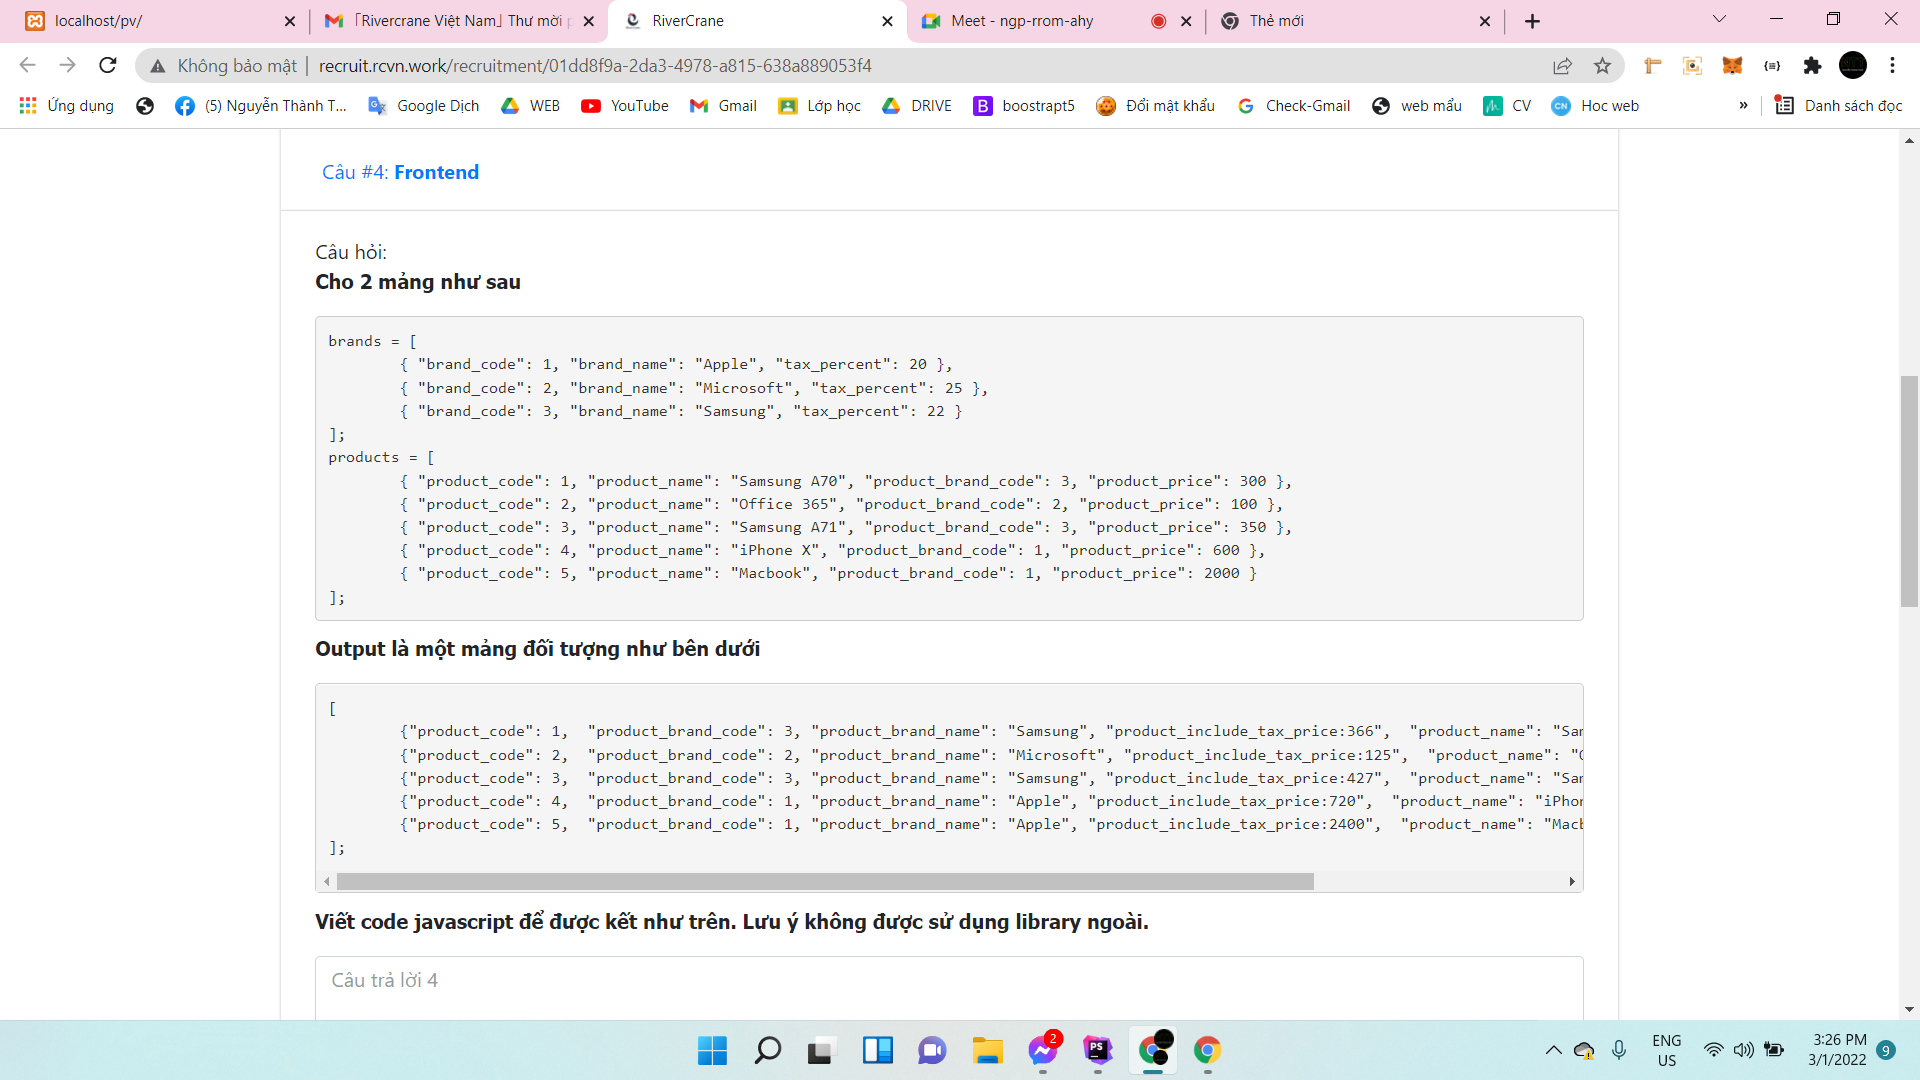 localhost/pv/
「Rivercrane Việt Nam」Thư mời p
RiverCrane
Meet - ngp-rrom-ahy
Thẻ mới
Không bảo mật | recruit.rcvn.work/recruitment/01dd8f9a-2da3-4978-a815-638a889053f4
Ứng dụng (5) Nguyễn Thành T... Google Dịch WEB YouTube Gmail Lớp học DRIVE boostrapt5 Đổi mật khẩu Check-Gmail web mẩu CV Hoc web » Danh sách đọc
Câu #4: Frontend
Câu hỏi:
Cho 2 mảng như sau
brands = [
{ "brand_code": 1, "brand_name": "Apple", "tax_percent": 20 },
{ "brand_code": 2, "brand_name": "Microsoft", "tax_percent": 25 },
{ "brand_code": 3, "brand_name": "Samsung", "tax_percent": 22 }
];
products = [
{ "product_code": 1, "product_name": "Samsung A70", "product_brand_code": 3, "product_price": 300 },
{ "product_code": 2, "product_name": "Office 365", "product_brand_code": 2, "product_price": 100 },
{ "product_code": 3, "product_name": "Samsung A71", "product_brand_code": 3, "product_price": 350 },
{ "product_code": 4, "product_name": "iPhone X", "product_brand_code": 1, "product_price": 600 },
{ "product_code": 5, "product_name": "Macbook", "product_brand_code": 1, "product_price": 2000 }
];
Output là một mảng đối tượng như bên dưới
[
{"product_code": 1, "product_brand_code": 3, "product_brand_name": "Samsung", "product_include_tax_price:366", "product_name": "Sam
{"product_code": 2, "product_brand_code": 2, "product_brand_name": "Microsoft", "product_include_tax_price:125", "product_name": "O
{"product_code": 3, "product_brand_code": 3, "product_brand_name": "Samsung", "product_include_tax_price:427", "product_name": "Sam
{"product_code": 4, "product_brand_code": 1, "product_brand_name": "Apple", "product_include_tax_price:720", "product_name": "iPhon
{"product_code": 5, "product_brand_code": 1, "product_brand_name": "Apple", "product_include_tax_price:2400", "product_name": "Macb
];
Viết code javascript để được kết như trên. Lưu ý không được sử dụng library ngoài.
Câu trả lời 4
2
PS
ENG
US
3:26 PM
3/1/2022
9